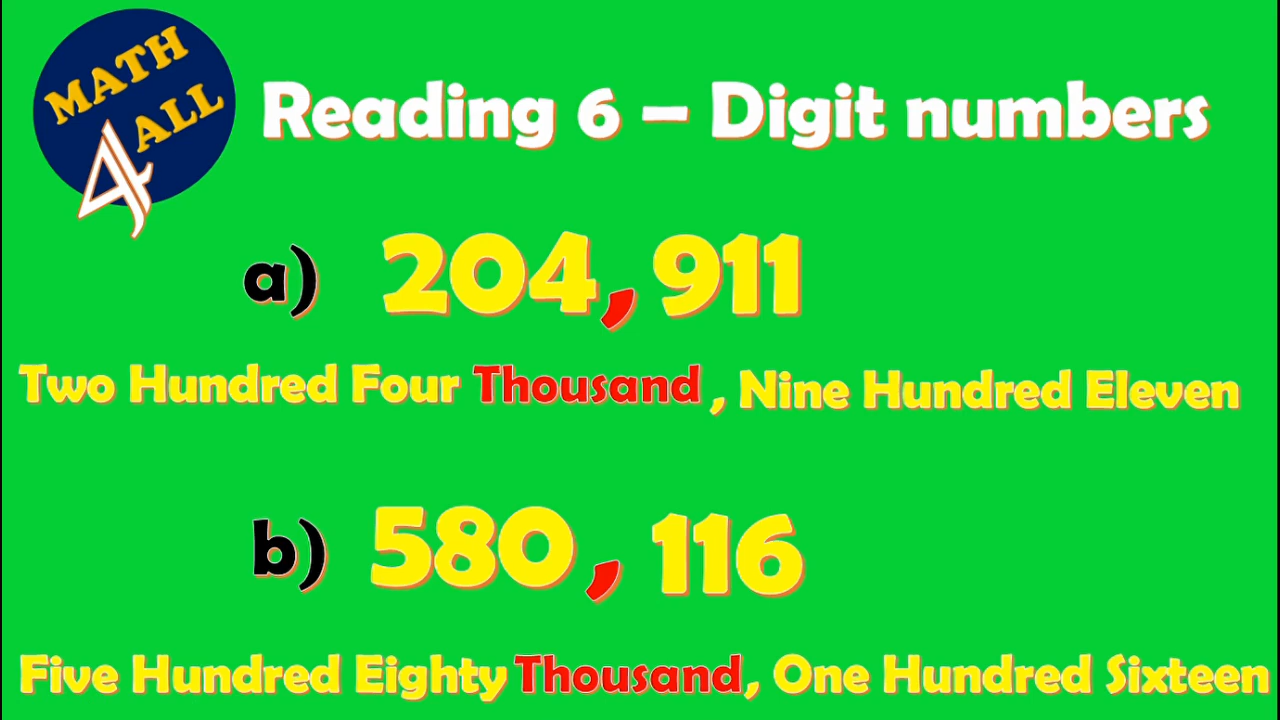 MATH
4 ALL
Reading 6 – Digit numbers
a) 204, 911
Two Hundred Four Thousand , Nine Hundred Eleven
b) 580, 116
Five Hundred Eighty Thousand, One Hundred Sixteen